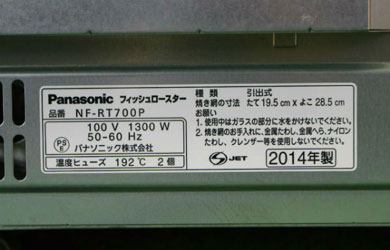 Panasonic フィッシュロースター
品番 NF-RT700P
100 V 1300 W
50-60 Hz
PS
E
パナソニック株式会社
温度ヒューズ 192℃ 2個
種類 引出式
焼き網の寸法 たて19.5cm x よこ 28.5cm
お願い
1. 使用中はガラスの部分に水をかけないでください。
2. 焼き網のお手入れに、金属たわし、金属へら、ナイロン
たわし、クレンザー等を使用しないでください。
JET
2014年製